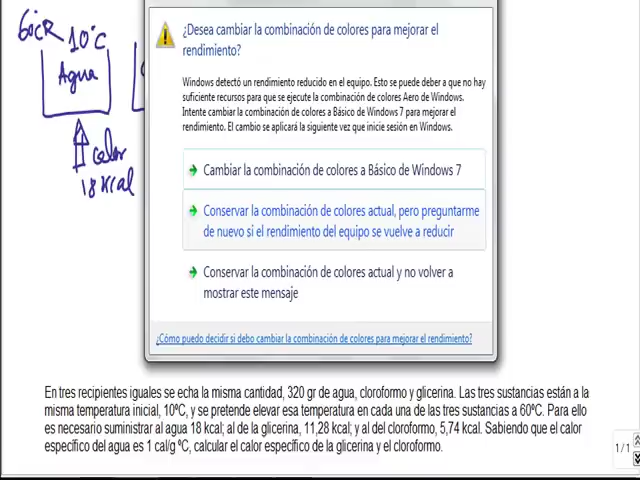 60ºCR 10ºC
Agua
calor
18 Kcal
¿Desea cambiar la combinación de colores para mejorar el
rendimiento?
Windows detectó un rendimiento reducido en el equipo. Esto se puede deber a que no hay
suficiente recursos para que se ejecute la combinación de colores Aero de Windows.
Intente cambiar la combinación de colores a Básico de Windows 7 para mejorar el
rendimiento. El cambio se aplicará la siguiente vez que inicie sesión en Windows.
Cambiar la combinación de colores a Básico de Windows 7
Conservar la combinación de colores actual, pero preguntarme
de nuevo si el rendimiento del equipo se vuelve a reducir
Conservar la combinación de colores actual y no volver a
mostrar este mensaje
¿Cómo puedo decidir si debo cambiar la combinación de colores para mejorar el rendimiento?
En tres recipientes iguales se echa la misma cantidad, 320 gr de agua, cloroformo y glicerina. Las tres sustancias están a la
misma temperatura inicial, 10ºC, y se pretende elevar esa temperatura en cada una de las tres sustancias a 60ºC. Para ello
es necesario suministrar al agua 18 kcal; al de la glicerina, 11,28 kcal; y al del cloroformo, 5,74 kcal. Sabiendo que el calor
específico del agua es 1 cal/g ºC, calcular el calor específico de la glicerina y el cloroformo.
1/1